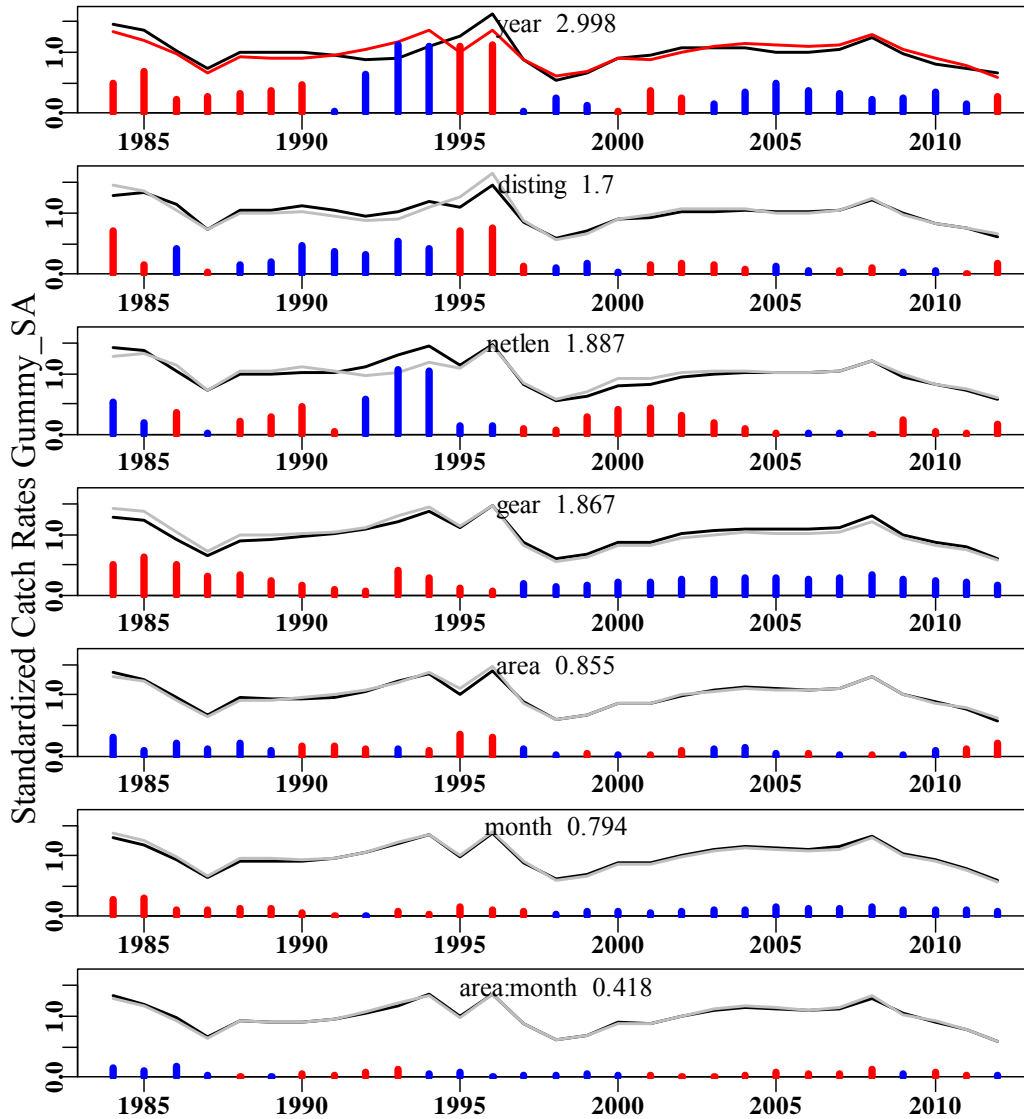 Standardized Catch Rates Gummy_SA
year 2.998
0.0 1.0
1985 1990 1995 2000 2005 2010
disting 1.7
0.0 1.0
1985 1990 1995 2000 2005 2010
netlen 1.887
0.0 1.0
1985 1990 1995 2000 2005 2010
gear 1.867
0.0 1.0
1985 1990 1995 2000 2005 2010
area 0.855
0.0 1.0
1985 1990 1995 2000 2005 2010
month 0.794
0.0 1.0
1985 1990 1995 2000 2005 2010
area:month 0.418
0.0 1.0
1985 1990 1995 2000 2005 2010